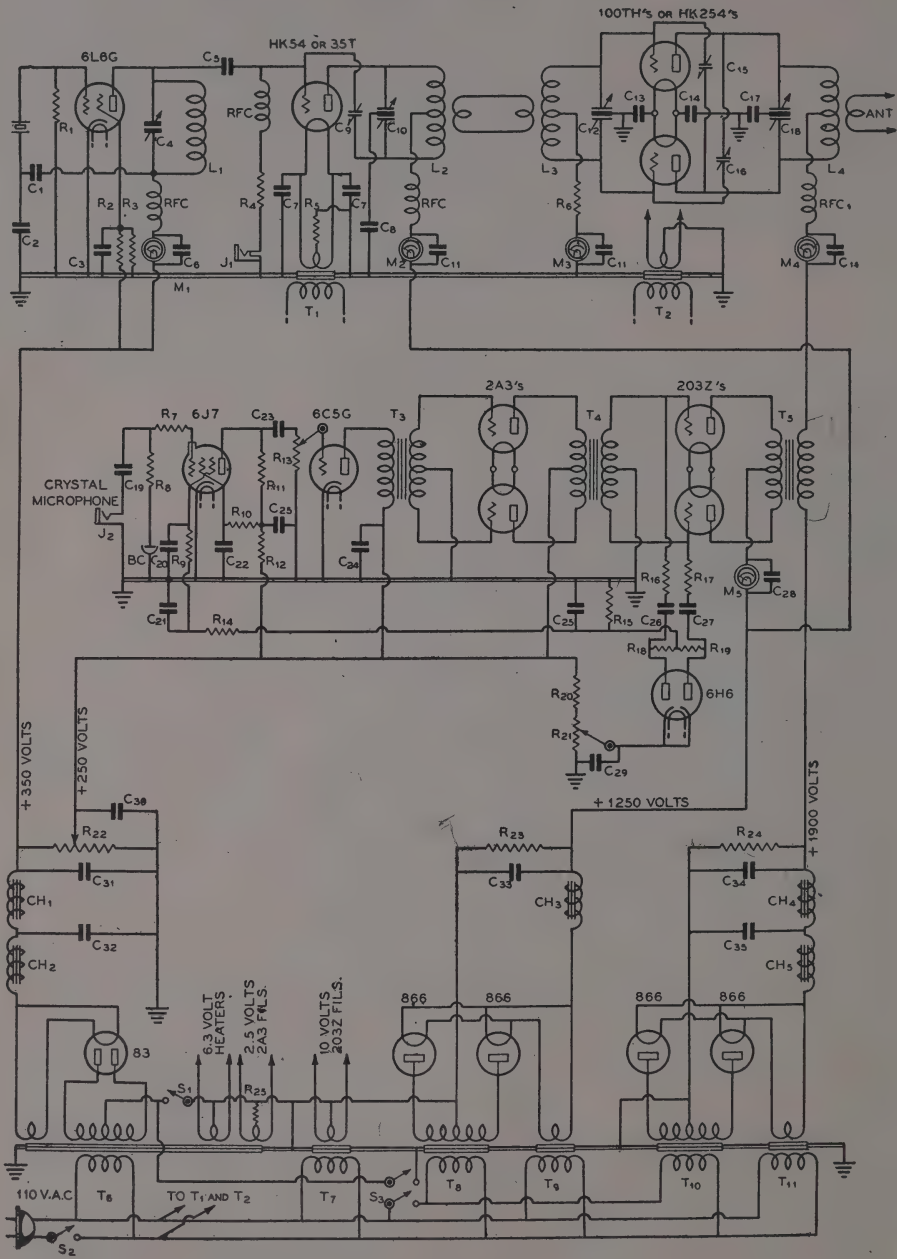 100TH's OR HK254's
6L6G
C5
HK54 OR 35T
R1
C4
RFC
C9
C10
C15
C13
C14
C17
C12
C18
ANT
C1
L1
L2
L3
C16
L4
R2
R3
RFC
R4
C7
R5
C7
C8
RFC
R6
RFC1
C2
C3
C6
J1
M2
C11
M3
C11
M4
C14
M1
T1
T2
2A3's
203Z's
R7
6J7
C23
6C5G
T3
T4
T5
R13
CRYSTAL
MICROPHONE
C19
R8
R11
R10
C25
J2
BC
C20
R9
C22
R12
C24
R16
R17
M5
C28
C21
R14
C25
R15
C26
C27
R18
R19
R20
6H6
R21
C29
+350 VOLTS
+250 VOLTS
C38
+1250 VOLTS
+1900 VOLTS
R22
R23
R24
C31
C33
C34
CH1
CH3
CH4
C32
C35
CH2
CH5
6.3 VOLT
HEATERS
2.5 VOLTS
2A3 FILS.
10 VOLTS
203Z FILS.
866
866
866
866
83
S1
R25
110 V.A.C
T6
TO T1 AND T2
T7
S3
T8
T9
T10
T11
S2